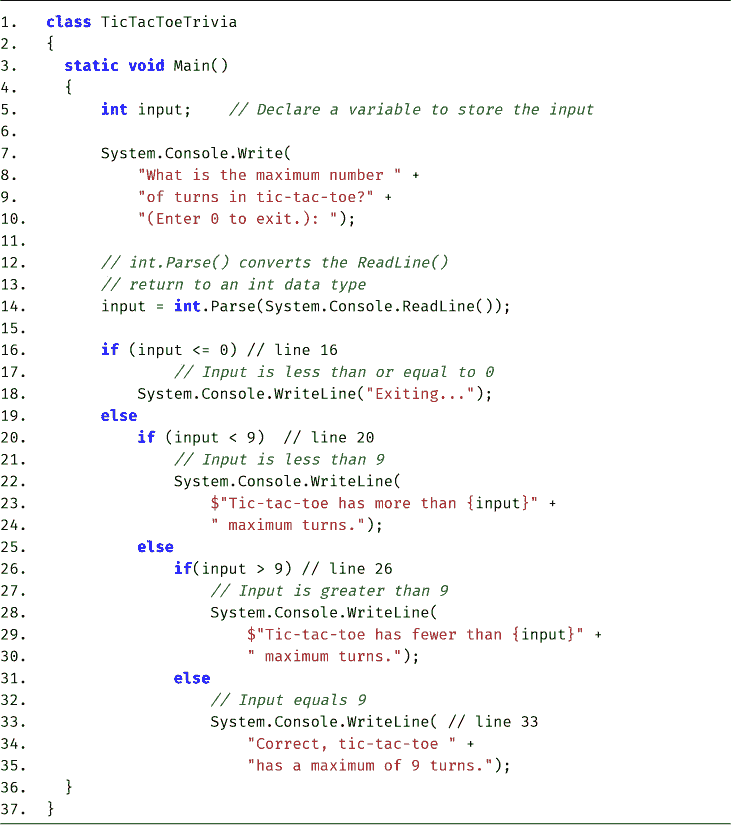 1. class TicTacToeTrivia
2. {
3.   static void Main()
4.   {
5.       int input;    // Declare a variable to store the input
6.
7.       System.Console.Write(
8.           "What is the maximum number " +
9.           "of turns in tic-tac-toe?" +
10.           "(Enter 0 to exit.): ");
11.
12.       // int.Parse() converts the ReadLine()
13.       // return to an int data type
14.       input = int.Parse(System.Console.ReadLine());
15.
16.       if (input <= 0) // line 16
17.               // Input is less than or equal to 0
18.           System.Console.WriteLine("Exiting...");
19.       else
20.           if (input < 9)  // line 20
21.               // Input is less than 9
22.               System.Console.WriteLine(
23.                   $"Tic-tac-toe has more than {input}" +
24.                   " maximum turns.");
25.           else
26.               if(input > 9) // line 26
27.                   // Input is greater than 9
28.                   System.Console.WriteLine(
29.                       $"Tic-tac-toe has fewer than {input}" +
30.                       " maximum turns.");
31.               else
32.                   // Input equals 9
33.                   System.Console.WriteLine( // line 33
34.                       "Correct, tic-tac-toe " +
35.                       "has a maximum of 9 turns.");
36.   }
37. }